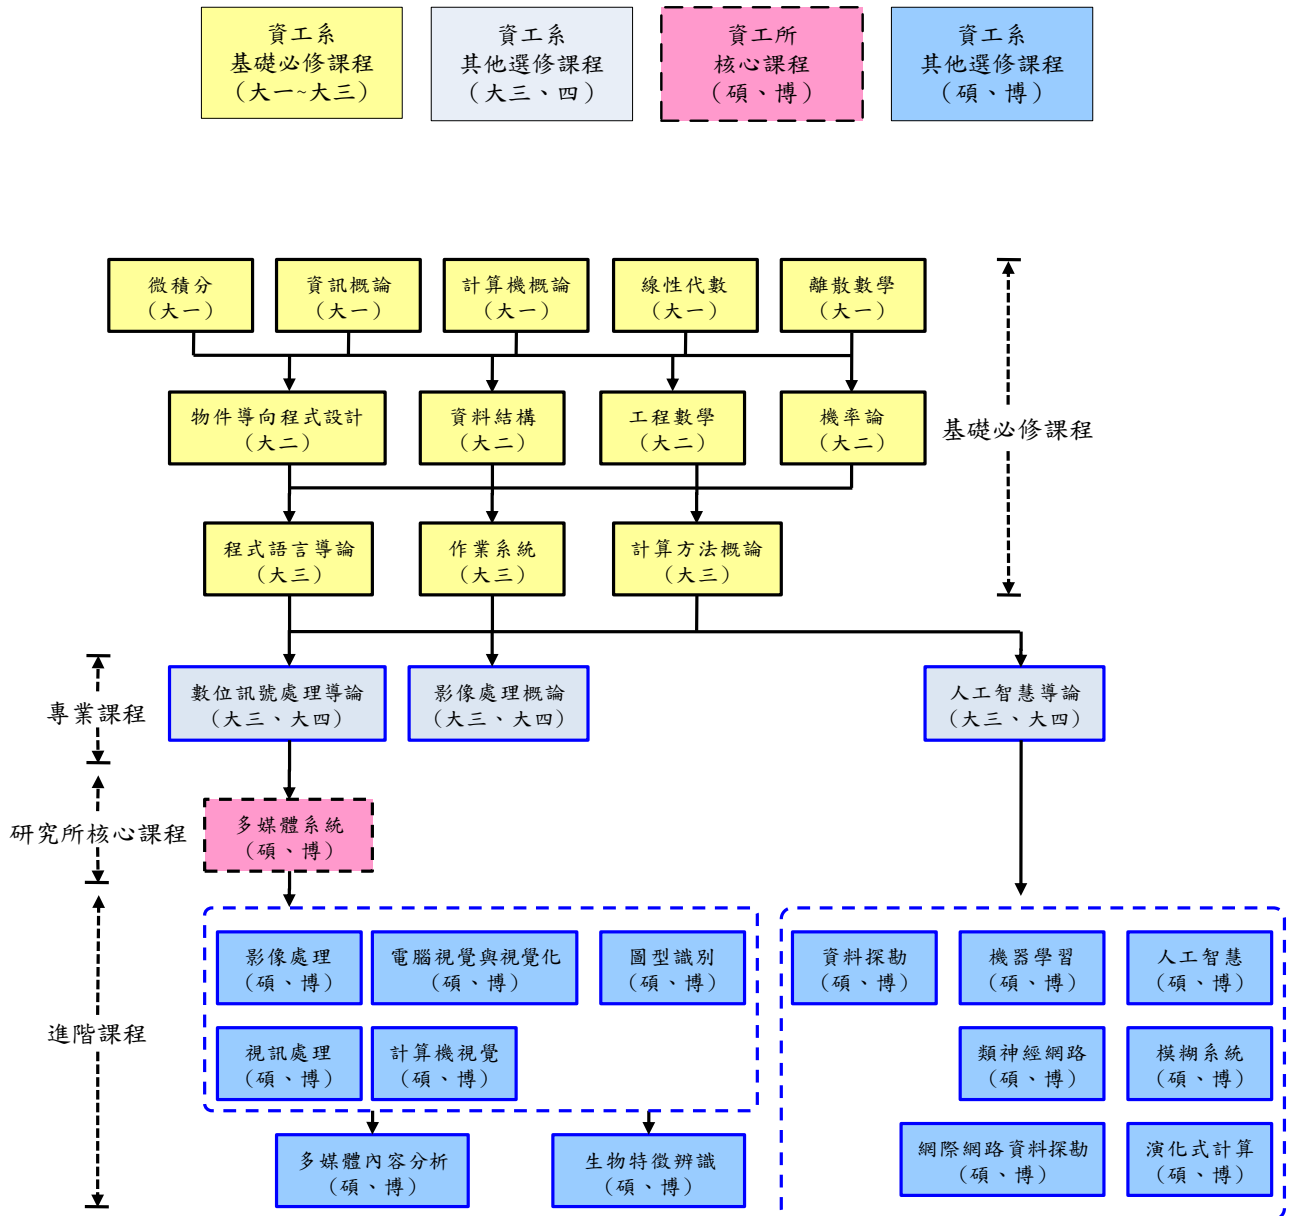 資工系
基礎必修課程
（大一~大三）
資工系
其他選修課程
（大三、四）
資工所
核心課程
（碩、博）
資工系
其他選修課程
（碩、博）
微積分
（大一）
資訊概論
（大一）
計算機概論
（大一）
線性代數
（大一）
離散數學
（大一）
物件導向程式設計
（大二）
資料結構
（大二）
工程數學
（大二）
機率論
（大二）
基礎必修課程
程式語言導論
（大三）
作業系統
（大三）
計算方法概論
（大三）
專業課程
數位訊號處理導論
（大三、大四）
影像處理概論
（大三、大四）
人工智慧導論
（大三、大四）
研究所核心課程
多媒體系統
（碩、博）
進階課程
影像處理
（碩、博）
電腦視覺與視覺化
（碩、博）
圖型識別
（碩、博）
資料探勘
（碩、博）
機器學習
（碩、博）
人工智慧
（碩、博）
視訊處理
（碩、博）
計算機視覺
（碩、博）
類神經網路
（碩、博）
模糊系統
（碩、博）
多媒體內容分析
（碩、博）
生物特徵辨識
（碩、博）
網際網路資料探勘
（碩、博）
演化式計算
（碩、博）